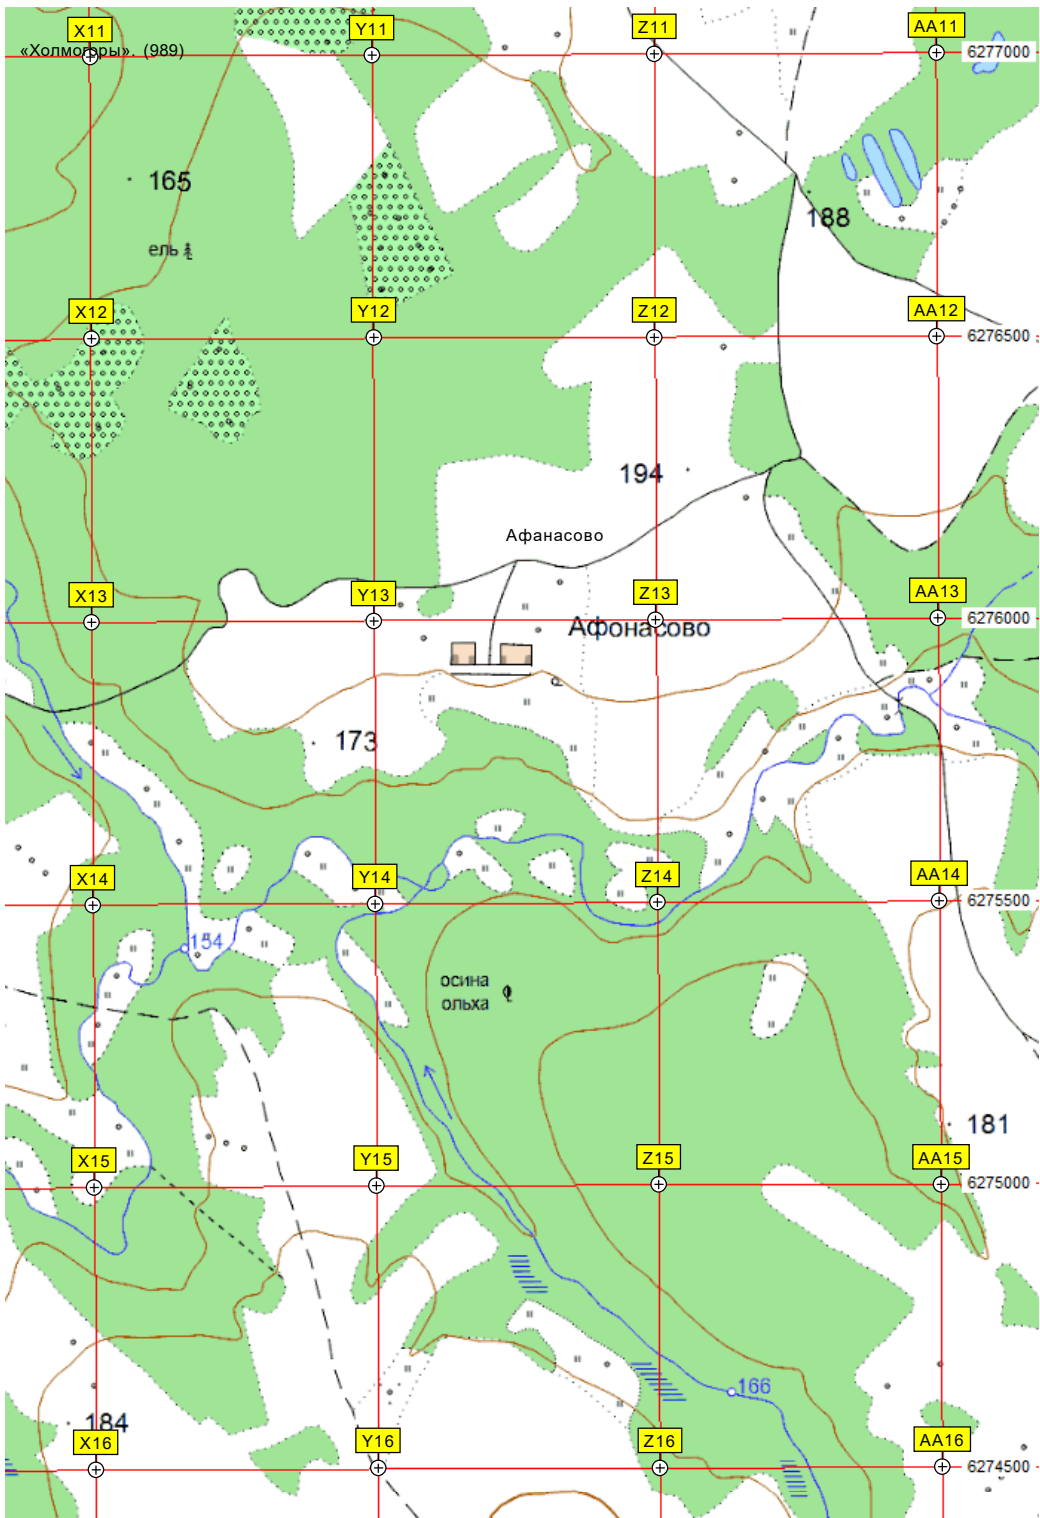 X11
Y11
Z11
AA11
«Холмогоры». (989)
6277000
165
188
ель
X12
Y12
Z12
AA12
6276500
194
Афанасово
X13
Y13
Z13
AA13
6276000
Афонасово
173
X14
Y14
Z14
AA14
6275500
154
осина
ольха
181
X15
Y15
Z15
AA15
6275000
166
184
X16
Y16
Z16
AA16
6274500